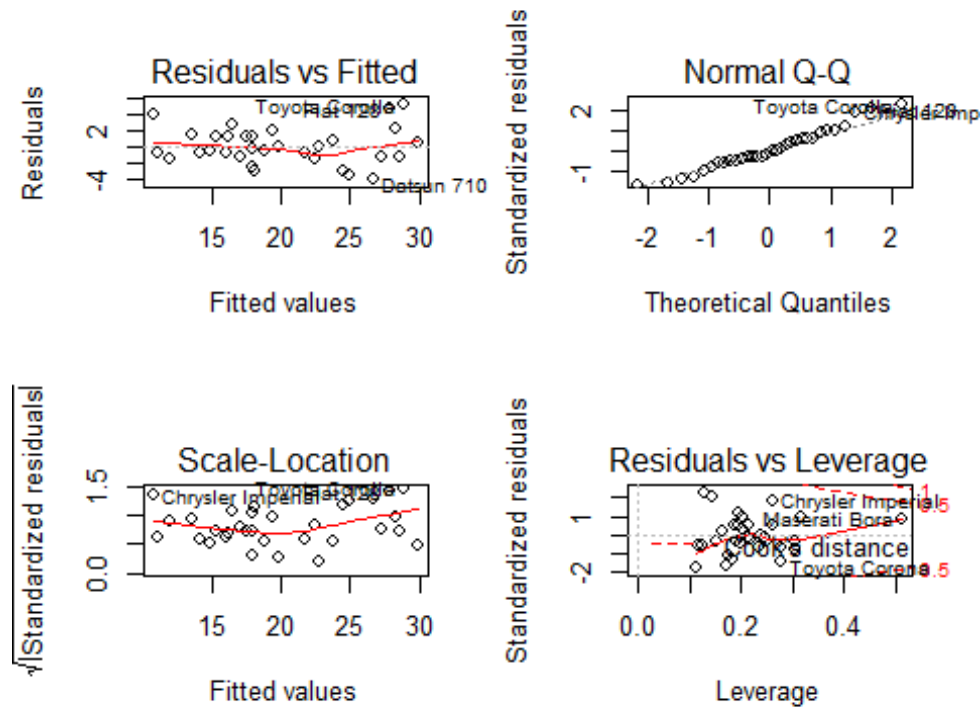 Residuals vs Fitted
Residuals
Toyota Corolla
Fiat 128
Datsun 710
2
-4
15 20 25 30
Fitted values
Normal Q-Q
Standardized residuals
Toyota Corolla
128
Chrysler Imp
2
-1
-2 -1 0 1 2
Theoretical Quantiles
Scale-Location
√|Standardized residuals|
Chrysler Imperial
Toyota Corolla
1.5
0.0
15 20 25 30
Fitted values
Residuals vs Leverage
Standardized residuals
Chrysler Imperial
Maserati Bora
Cook's distance
Toyota Corona
1
0.5
0.5
1
-2
0.0 0.2 0.4
Leverage